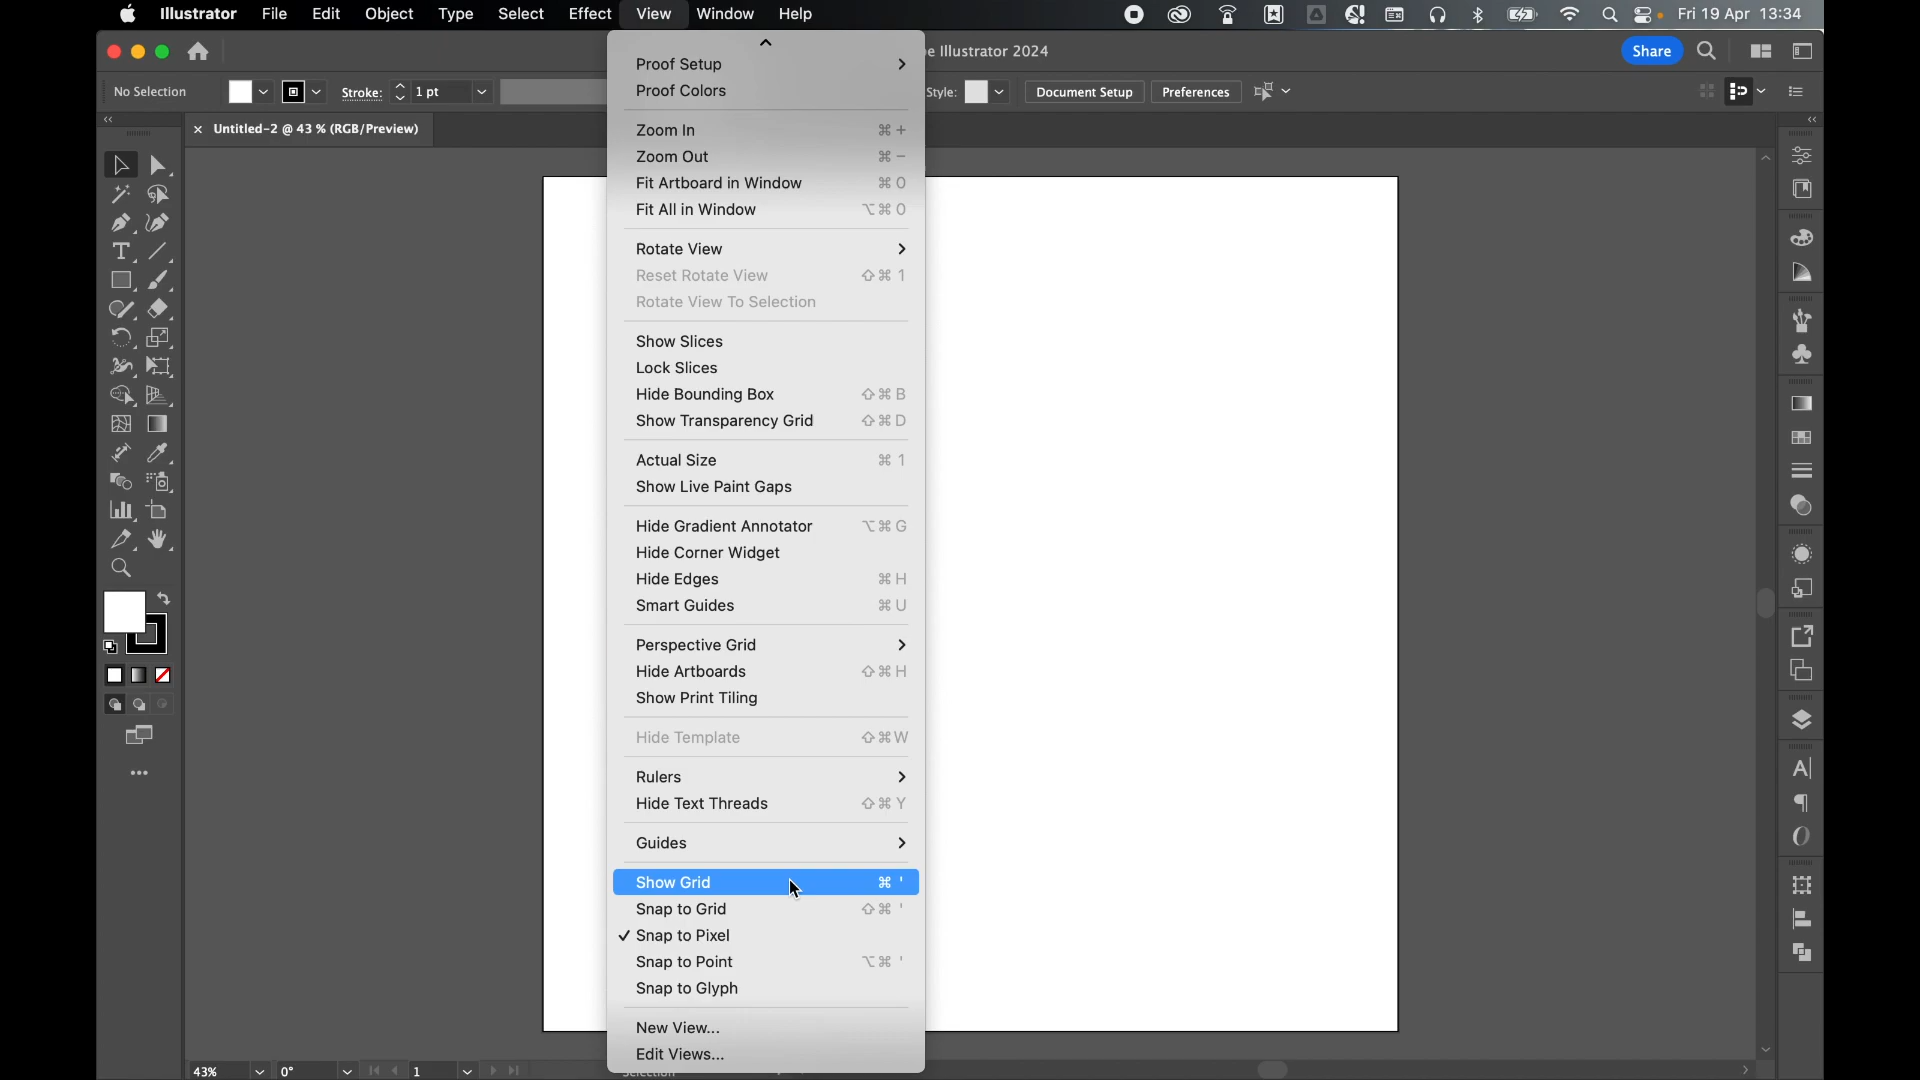 Illustrator File Edit Object Type Select Effect View Window Help Fri 19 Apr 13:34
e Illustrator 2024 Share
No Selection Stroke: 1 pt Style: Document Setup Preferences
× Untitled-2 @ 43 % (RGB/Preview)
Proof Setup
Proof Colors
Zoom In ⌘ +
Zoom Out ⌘ −
Fit Artboard in Window ⌘ 0
Fit All in Window ⌥ ⌘ 0
Rotate View
Reset Rotate View ⇧ ⌘ 1
Rotate View To Selection
Show Slices
Lock Slices
Hide Bounding Box ⇧ ⌘ B
Show Transparency Grid ⇧ ⌘ D
Actual Size ⌘ 1
Show Live Paint Gaps
Hide Gradient Annotator ⌥ ⌘ G
Hide Corner Widget
Hide Edges ⌘ H
Smart Guides ⌘ U
Perspective Grid
Hide Artboards ⇧ ⌘ H
Show Print Tiling
Hide Template ⇧ ⌘ W
Rulers
Hide Text Threads ⇧ ⌘ Y
Guides
Show Grid ⌘ '
Snap to Grid ⇧ ⌘ '
✓ Snap to Pixel
Snap to Point ⌥ ⌘ '
Snap to Glyph
New View...
Edit Views...
43% 0° 1 Selection